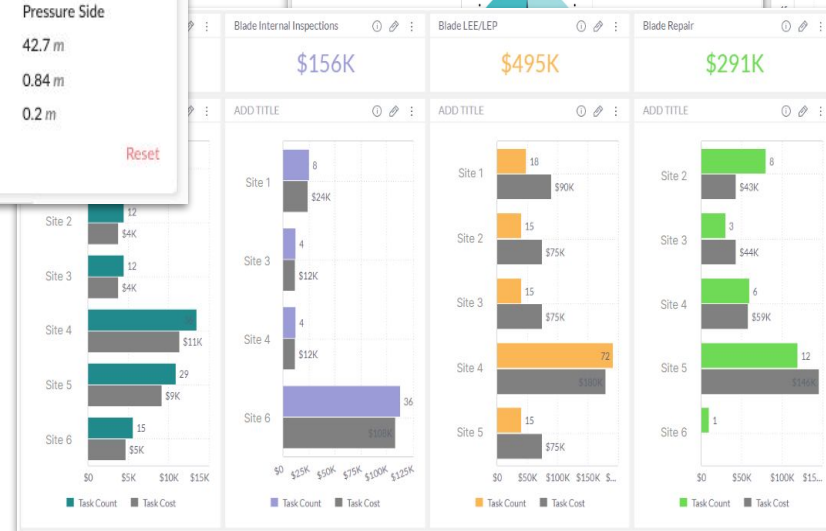 Pressure Side
42.7 m
0.84 m
0.2 m
Reset
Blade Internal Inspections
$156K
Blade LEE/LEP
$495K
Blade Repair
$291K
Site 2
12
$4K
Site 3
12
$4K
Site 4
$11K
Site 5
29
$9K
Site 6
15
$5K
$0 $5K $10K $15K
Task Count Task Cost
ADD TITLE
Site 1
8
$24K
Site 3
4
$12K
Site 4
4
$12K
Site 6
36
$108K
$0 $25K $50K $75K $100K $125K
Task Count Task Cost
ADD TITLE
Site 1
18
$90K
Site 2
15
$75K
Site 3
15
$75K
Site 4
72
$180K
Site 5
15
$75K
$0 $50K $100K $150K $...
Task Count Task Cost
ADD TITLE
Site 2
8
$43K
Site 3
3
$44K
Site 4
6
$59K
Site 5
12
$146K
Site 6
1
$0 $50K $100K $15...
Task Count Task Cost